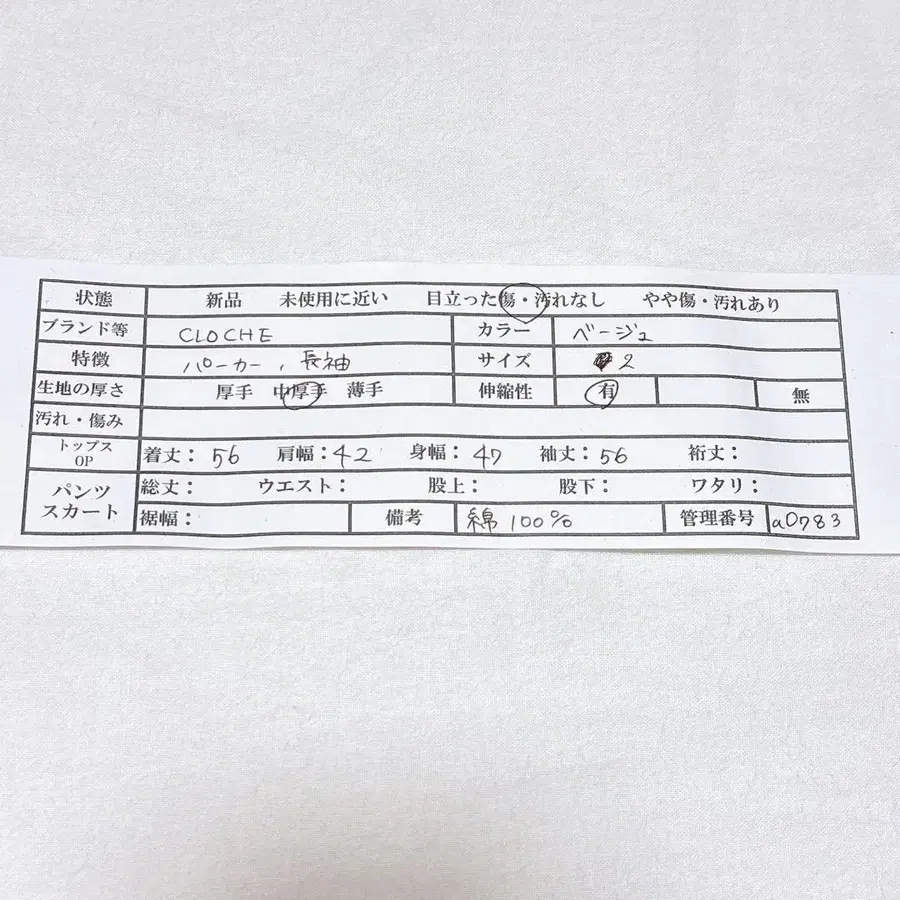 状態 新品 未使用に近い 目立った傷・汚れなし やや傷・汚れあり
ブランド等 CLOCHE カラー ベージュ
特徴 パーカー, 長袖 サイズ 2
生地の厚さ 厚手 中厚手 薄手 伸縮性 有 無
汚れ・傷み
トップス
OP
着丈: 56 肩幅: 42 身幅: 47 袖丈: 56 裄丈:
パンツ
スカート
総丈: ウエスト: 股上: 股下: ワタリ:
裾幅: 備考 綿 100% 管理番号 a0783